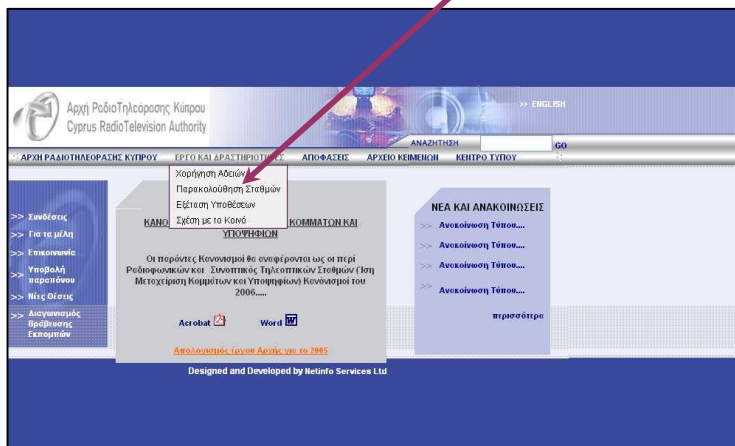 Αρχή ΡαδιοΤηλεόρασης Κύπρου
Cyprus RadioTelevision Authority
>> ENGLISH
ΑΝΑΖΗΤΗΣΗ GO
ΑΡΧΗ ΡΑΔΙΟΤΗΛΕΟΡΑΣΗΣ ΚΥΠΡΟΥ ΕΡΓΟ ΚΑΙ ΔΡΑΣΤΗΡΙΟΤΗΤΕΣ ΑΠΟΦΑΣΕΙΣ ΑΡΧΕΙΟ ΚΕΙΜΕΝΩΝ ΚΕΝΤΡΟ ΤΥΠΟΥ
Χορήγηση Αδειών
Παρακολούθηση Σταθμών
Εξέταση Υποθέσεων
Σχέση με το Κοινό
>> Συνδέσεις
>> Για τα μέλη
>> Επικοινωνία
>> Υποβολή
παραπόνου
>> Νέες Θέσεις
>> Διαγωνισμός
Βράβευσης
Εκπομπών
ΚΑΝΟ ΚΟΜΜΑΤΩΝ ΚΑΙ
ΥΠΟΨΗΦΙΩΝ
Οι παρόντες Κανονισμοί θα αναφέρονται ως οι περί
Ραδιοφωνικών και Συνοπτικός Τηλεοπτικών Σταθμών (Ίση
Μεταχείριση Κομμάτων και Υποψηφίων) Κανόνισμοί του
2006.....
Acrobat Word
Απολογισμός έργου Αρχής για το 2005
ΝΕΑ ΚΑΙ ΑΝΑΚΟΙΝΩΣΕΙΣ
>> Ανακοίνωση Τύπου....
>> Ανακοίνωση Τύπου....
>> Ανακοίνωση Τύπου....
>> Ανακοίνωση Τύπου....
περισσότερα
Designed and Developed by Netinfo Services Ltd